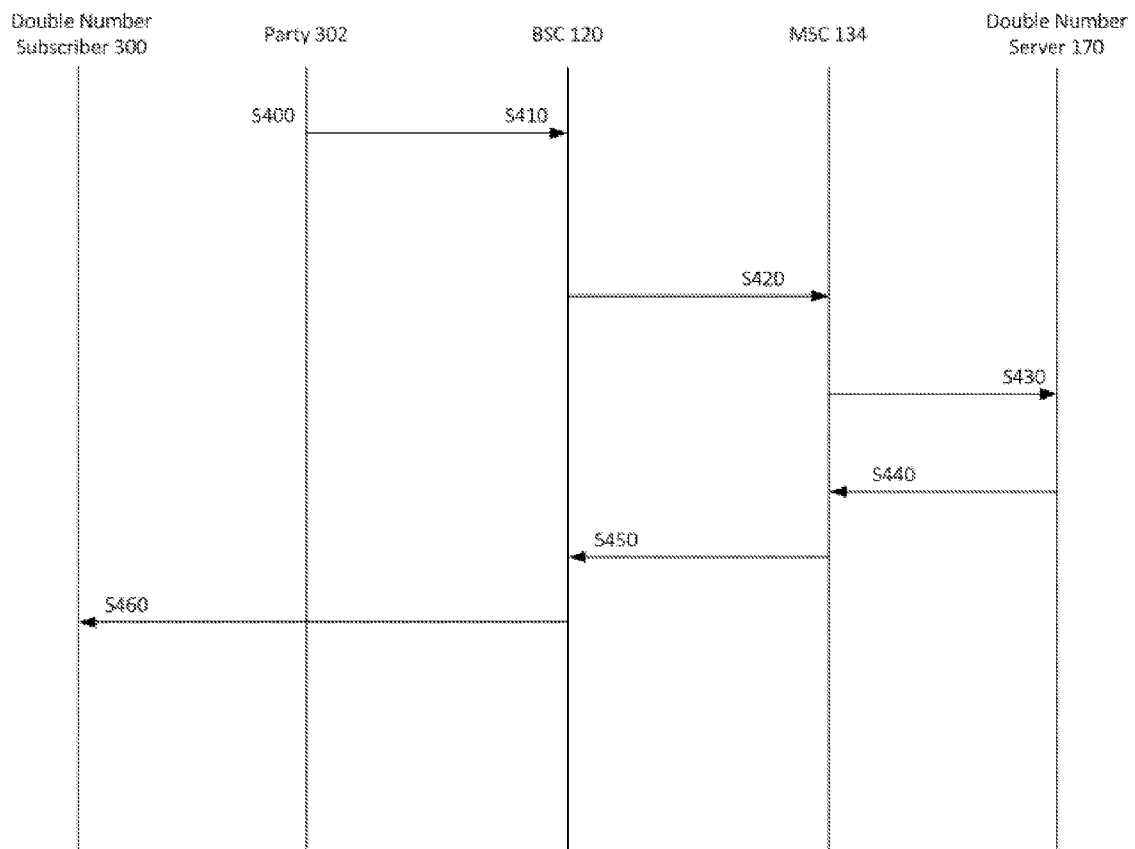 Double Number
Subscriber 300
Party 302
BSC 120
MSC 134
Double Number
Server 170
S400
S410
S420
S430
S440
S450
S460